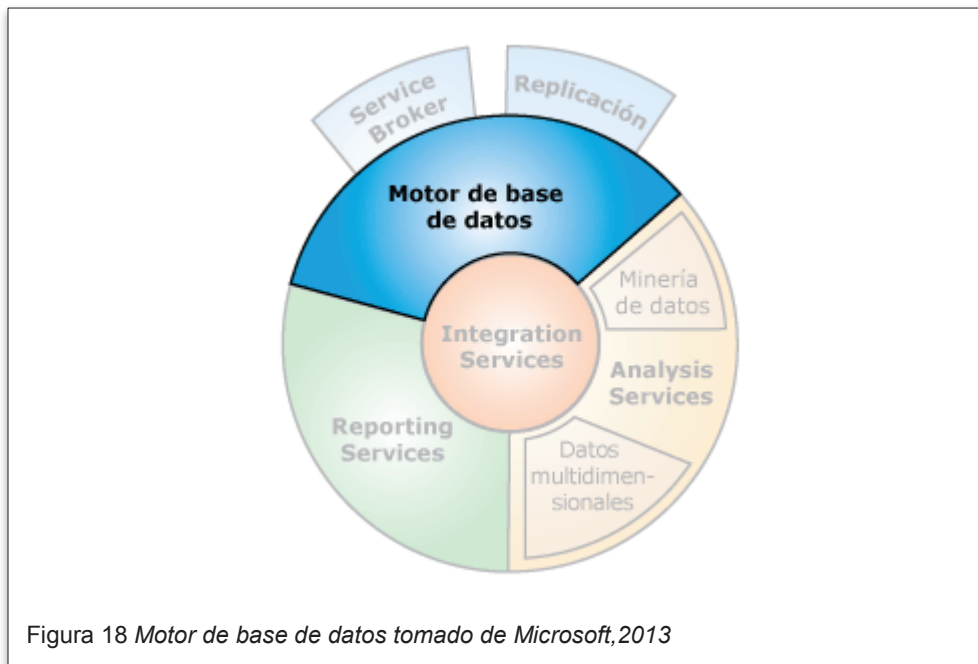 Service
Broker
Replicación
Motor de base
de datos
Minería
de datos
Integration
Services
Analysis
Services
Reporting
Services
Datos
multidimen-
sionales
Figura 18 Motor de base de datos tomado de Microsoft,2013